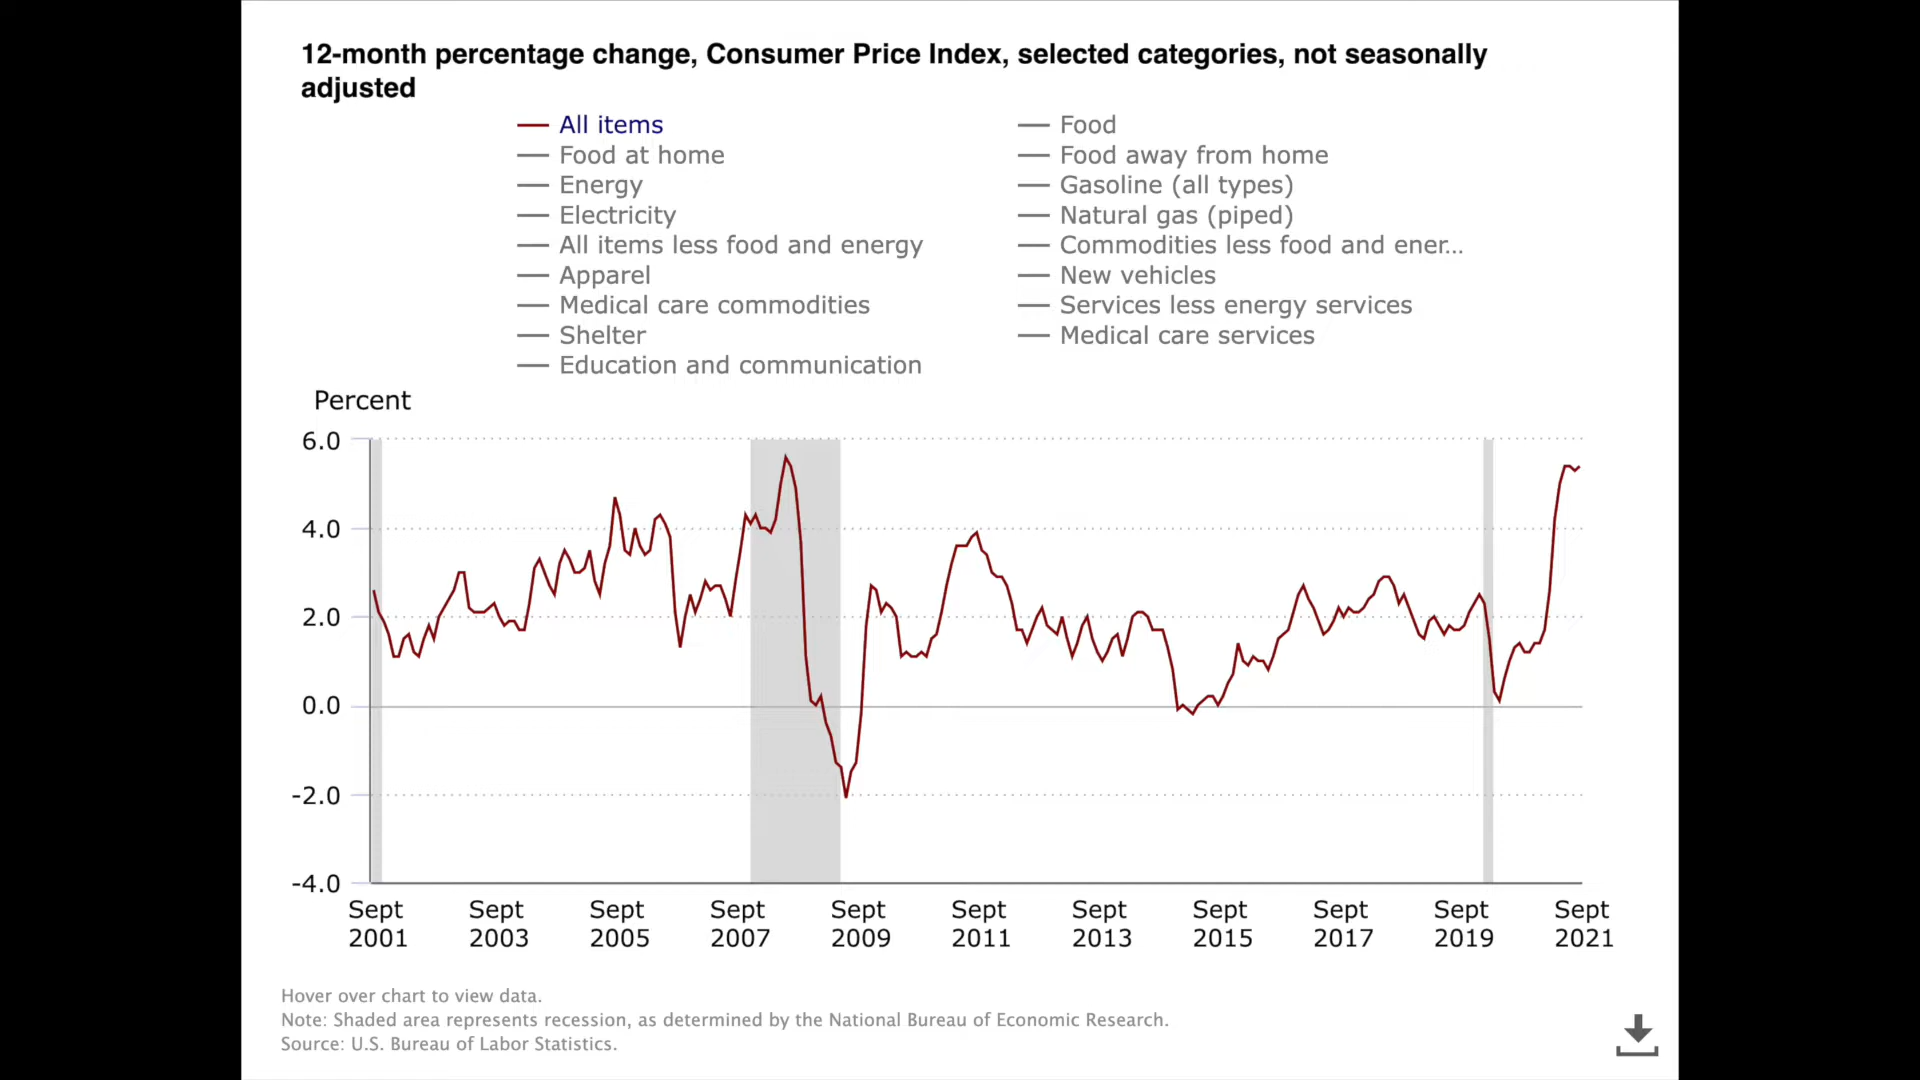 12-month percentage change, Consumer Price Index, selected categories, not seasonally
adjusted
All items
Food
Food at home
Food away from home
Energy
Gasoline (all types)
Electricity
Natural gas (piped)
All items less food and energy
Commodities less food and ener...
Apparel
New vehicles
Medical care commodities
Services less energy services
Shelter
Medical care services
Education and communication
Percent
6.0
4.0
2.0
0.0
-2.0
-4.0
Sept Sept Sept Sept Sept Sept Sept Sept Sept Sept Sept
2001 2003 2005 2007 2009 2011 2013 2015 2017 2019 2021
Hover over chart to view data.
Note: Shaded area represents recession, as determined by the National Bureau of Economic Research.
Source: U.S. Bureau of Labor Statistics.